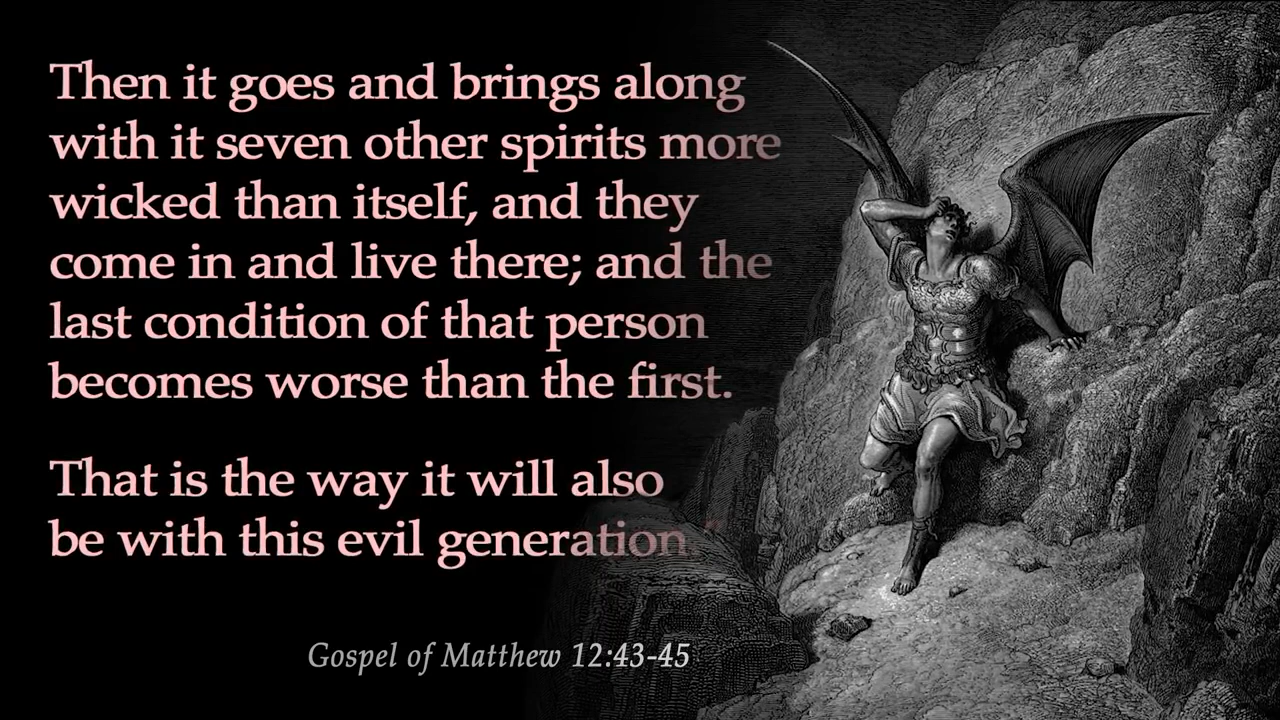 Then it goes and brings along
with it seven other spirits more
wicked than itself, and they
come in and live there; and the
last condition of that person
becomes worse than the first.
That is the way it will also
be with this evil generation."
Gospel of Matthew 12:43-45